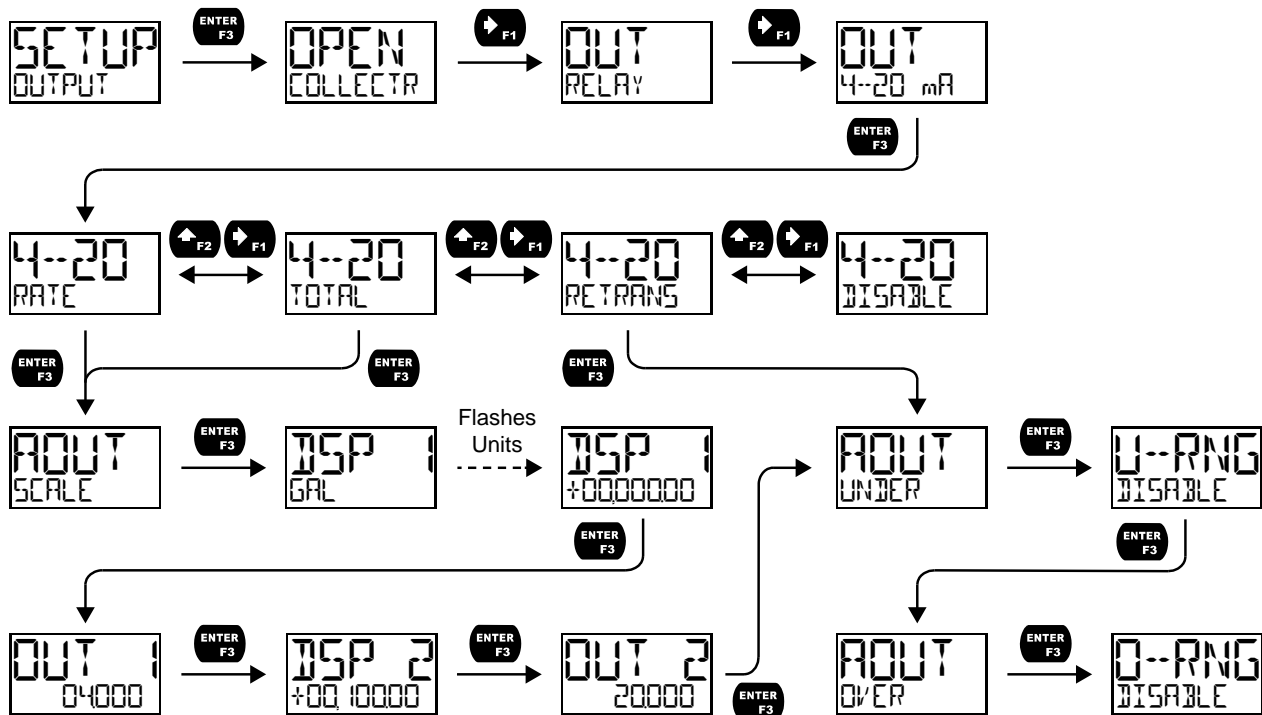 SETUP
OUTPUT
ENTER
F3
OPEN
COLLECTR
F1
OUT
RELAY
F1
OUT
4--20 mA
ENTER
F3
4--20
RATE
F2
F1
4--20
TOTAL
F2
F1
4--20
RETRANS
F2
F1
4--20
DISABLE
ENTER
F3
ENTER
F3
ENTER
F3
AOUT
SCALE
ENTER
F3
DSP 1
GAL
Flashes
Units
DSP 1
+00,000.00
AOUT
UNDER
ENTER
F3
U--RNG
DISABLE
ENTER
F3
ENTER
F3
OUT 1
04.000
ENTER
F3
DSP 2
+00,100.00
ENTER
F3
OUT 2
20.000
ENTER
F3
AOUT
OVER
ENTER
F3
O--RNG
DISABLE